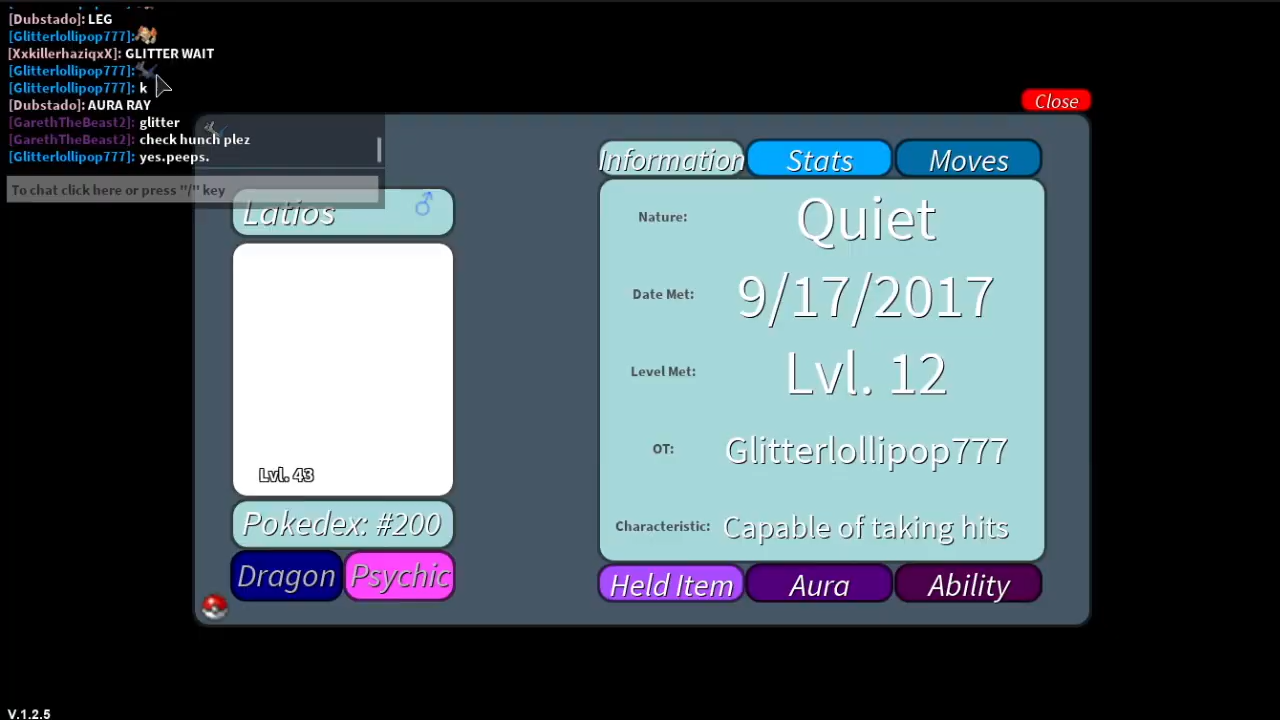 [Dubstado]: LEG
[Glitterlollipop777]:
[XxkillerhaziqxX]: GLITTER WAIT
[Glitterlollipop777]:
[Glitterlollipop777]: k
[Dubstado]: AURA RAY
[GarethTheBeast2]: glitter
[GarethTheBeast2]: check hunch plez
[Glitterlollipop777]: yes.peeps.
To chat click here or press "/" key
Close
Latios
Lvl. 43
Pokedex: #200
Dragon Psychic
Information Stats Moves
Nature: Quiet
Date Met: 9/17/2017
Level Met: Lvl. 12
OT: Glitterlollipop777
Characteristic: Capable of taking hits
Held Item Aura Ability
V.1.2.5